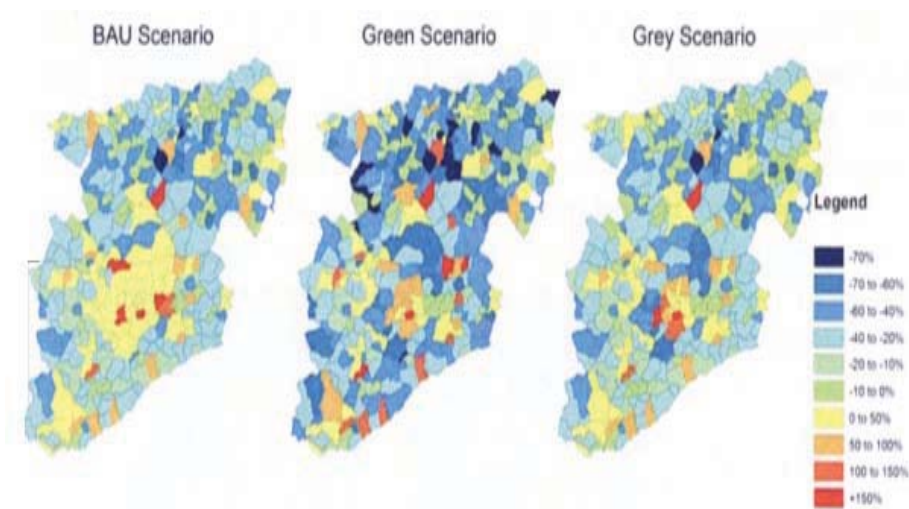 BAU Scenario
Green Scenario
Grey Scenario
Legend
-70%
-70 to -60%
-60 to -40%
-40 to -20%
-20 to -10%
-10 to 0%
0 to 50%
50 to 100%
100 to 150%
+150%